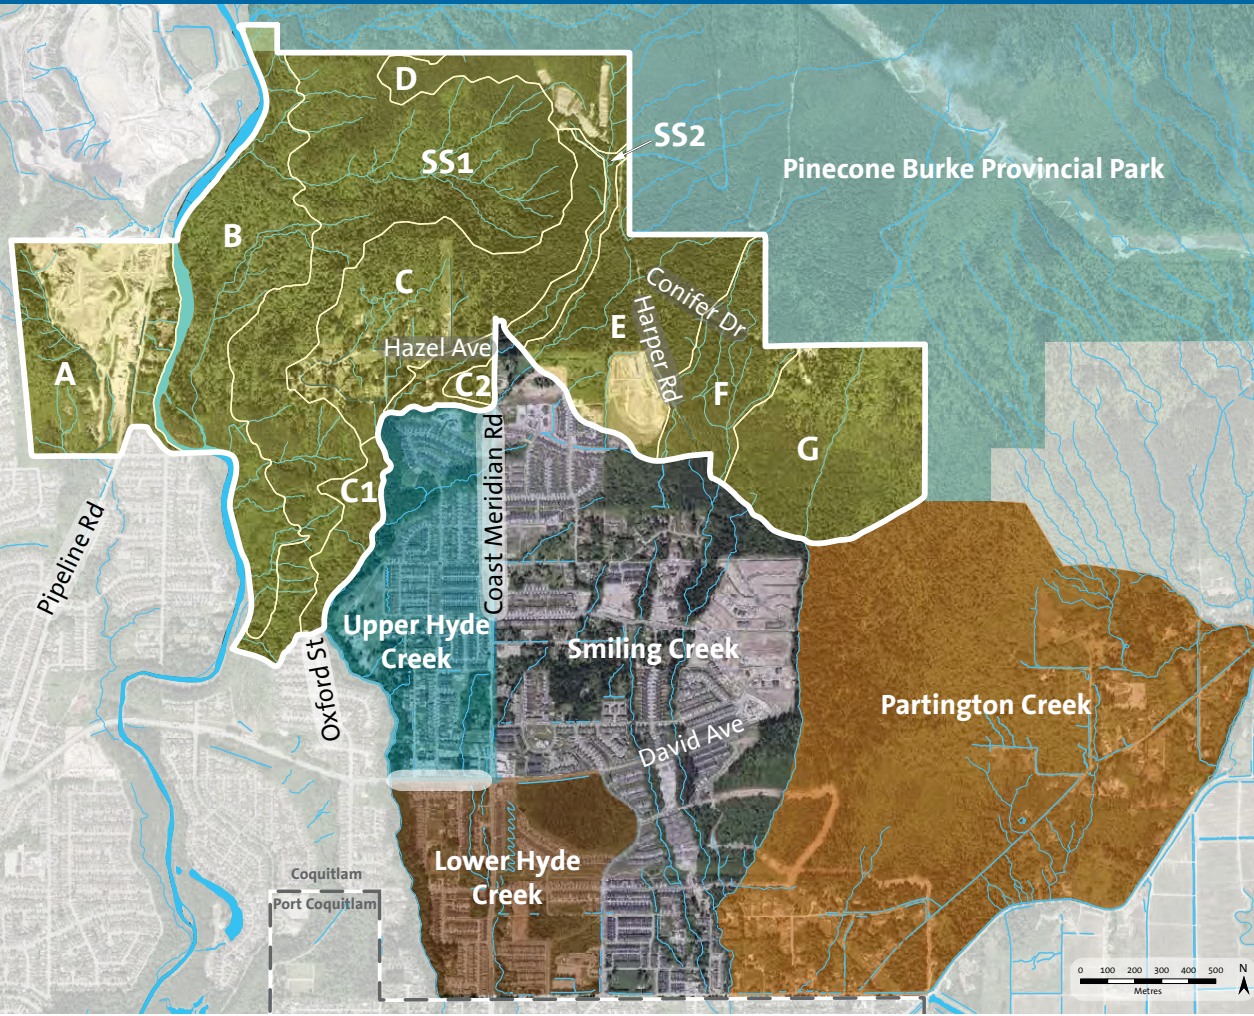 D
SS1
SS2
Pinecone Burke Provincial Park
B
C
Conifer Dr
Harper Rd
E
Hazel Ave
A
C2
F
G
C1
Coast Meridian Rd
Pipeline Rd
Oxford St
Upper Hyde
Creek
Smiling Creek
Partington Creek
David Ave
Lower Hyde
Creek
Coquitlam
Port Coquitlam
0 100 200 300 400 500
Metres
N